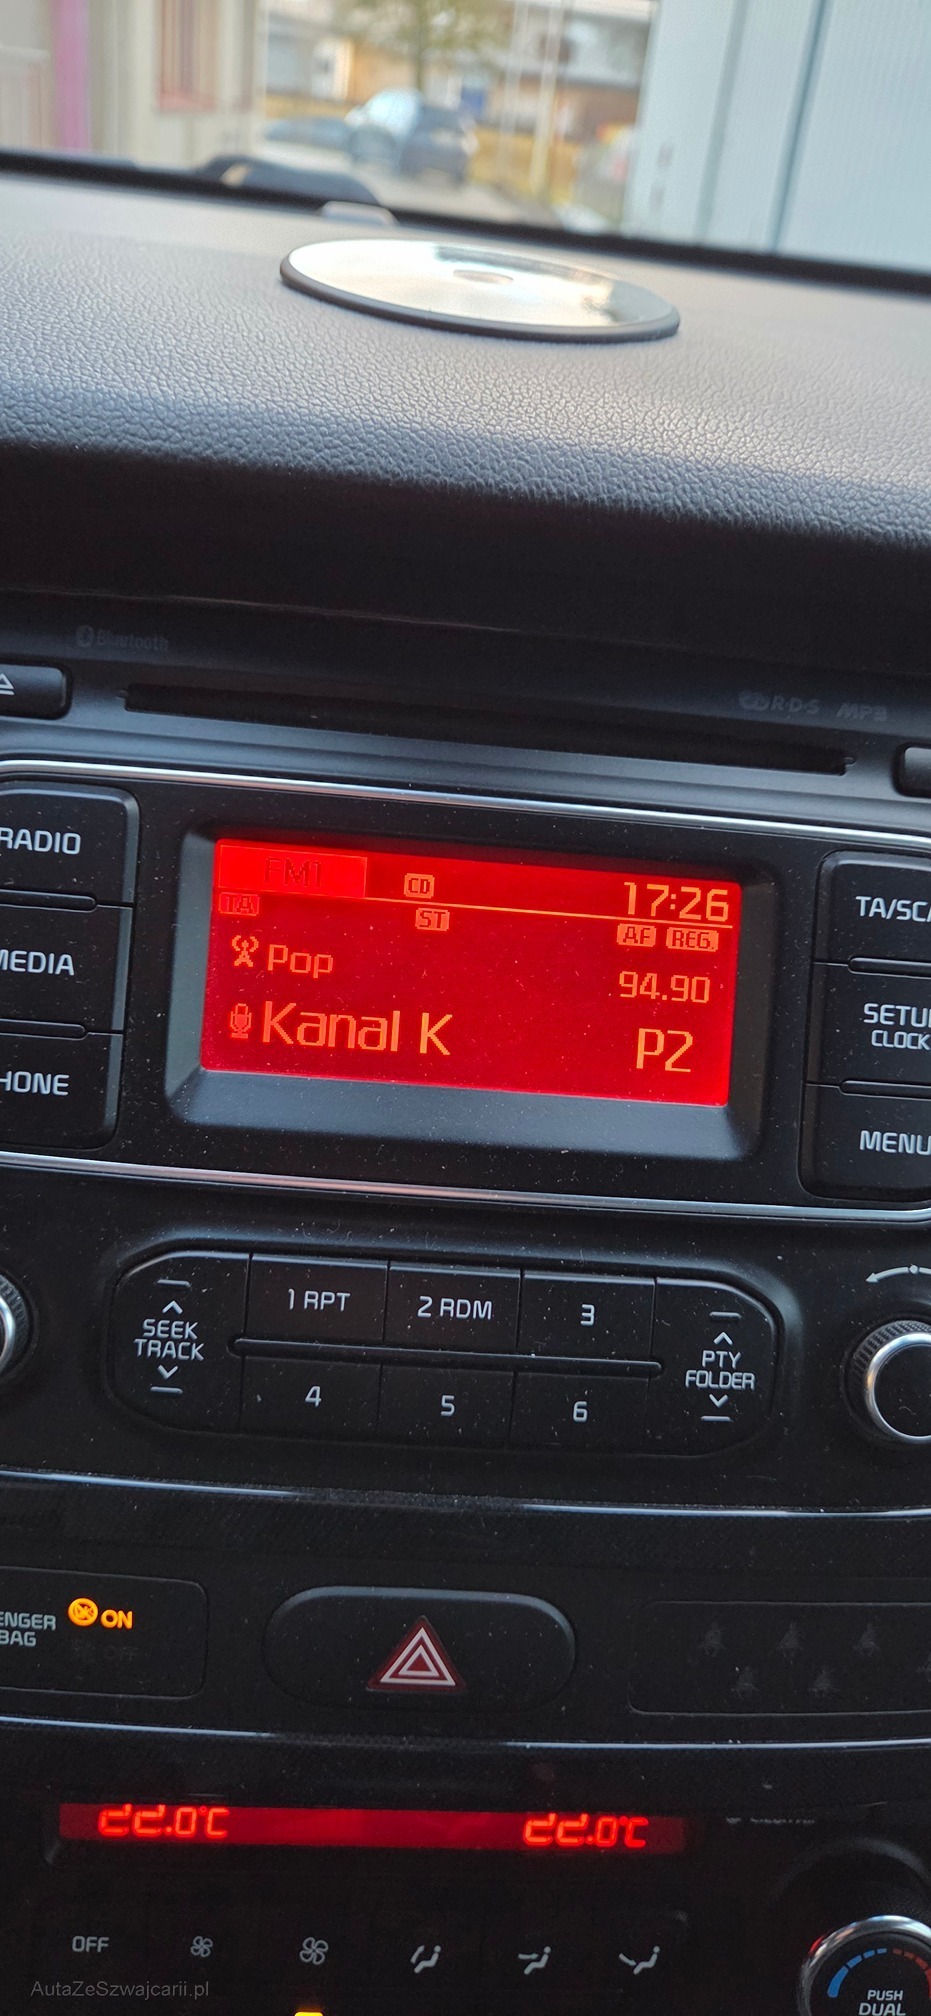 Bluetooth
R·D·S MP3
RADIO
MEDIA
HONE
FM1
CD
17:26
TA
ST
AF REG.
Pop
94.90
Kanal K
P2
TA/SC
SETU
CLOCK
MENU
SEEK
TRACK
1 RPT
2 RDM
3
4
5
6
PTY
FOLDER
ENGER
BAG
ON
OFF
22.0°C
22.0°C
OFF
PUSH
DUAL
AutaZeSzwajcarii.pl